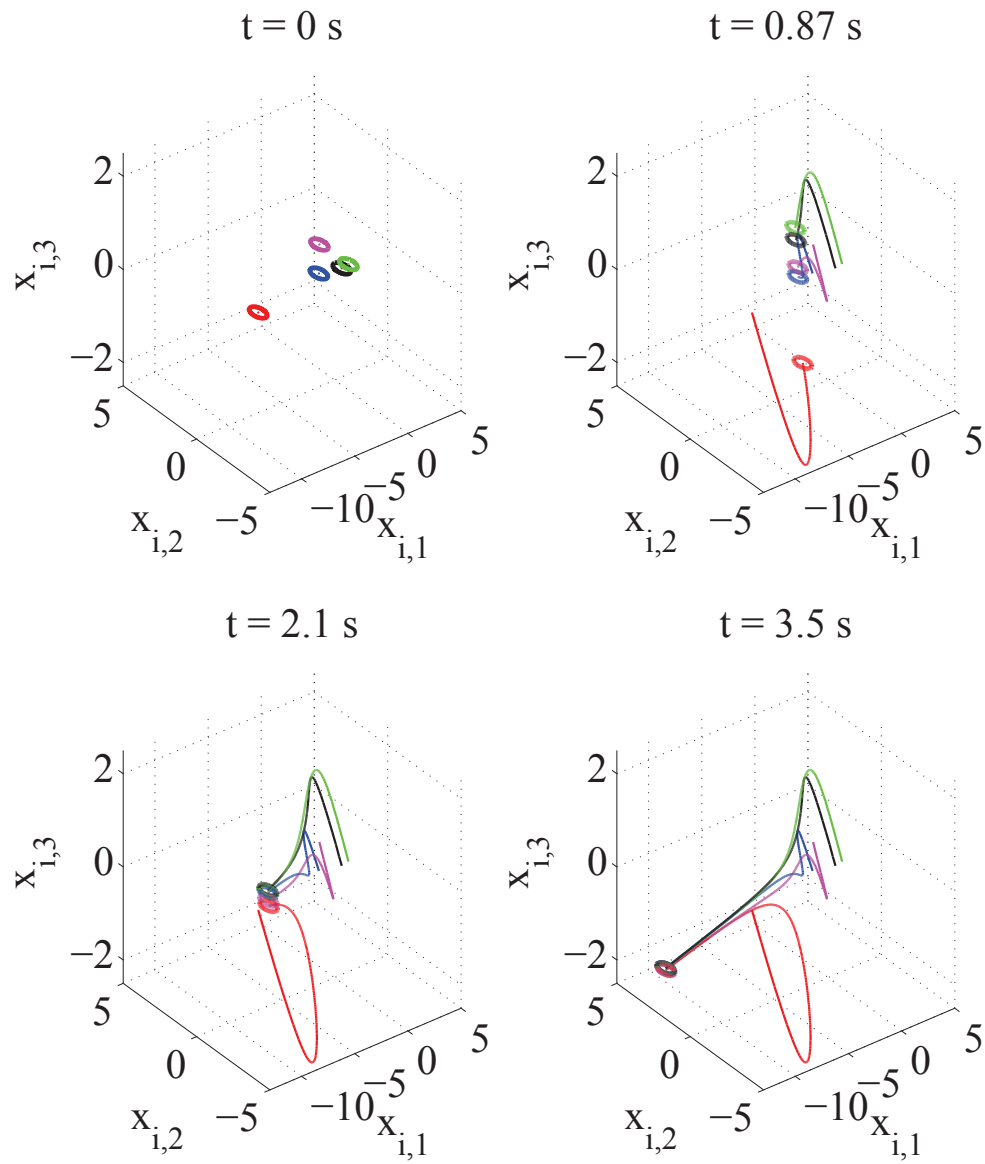 t = 0 s
2
0
−2
x_{i,3}
5
0
−5
x_{i,2}
−10
−5
0
5
x_{i,1}
t = 0.87 s
2
0
−2
x_{i,3}
5
0
−5
x_{i,2}
−10
−5
0
5
x_{i,1}
t = 2.1 s
2
0
−2
x_{i,3}
5
0
−5
x_{i,2}
−10
−5
0
5
x_{i,1}
t = 3.5 s
2
0
−2
x_{i,3}
5
0
−5
x_{i,2}
−10
−5
0
5
x_{i,1}